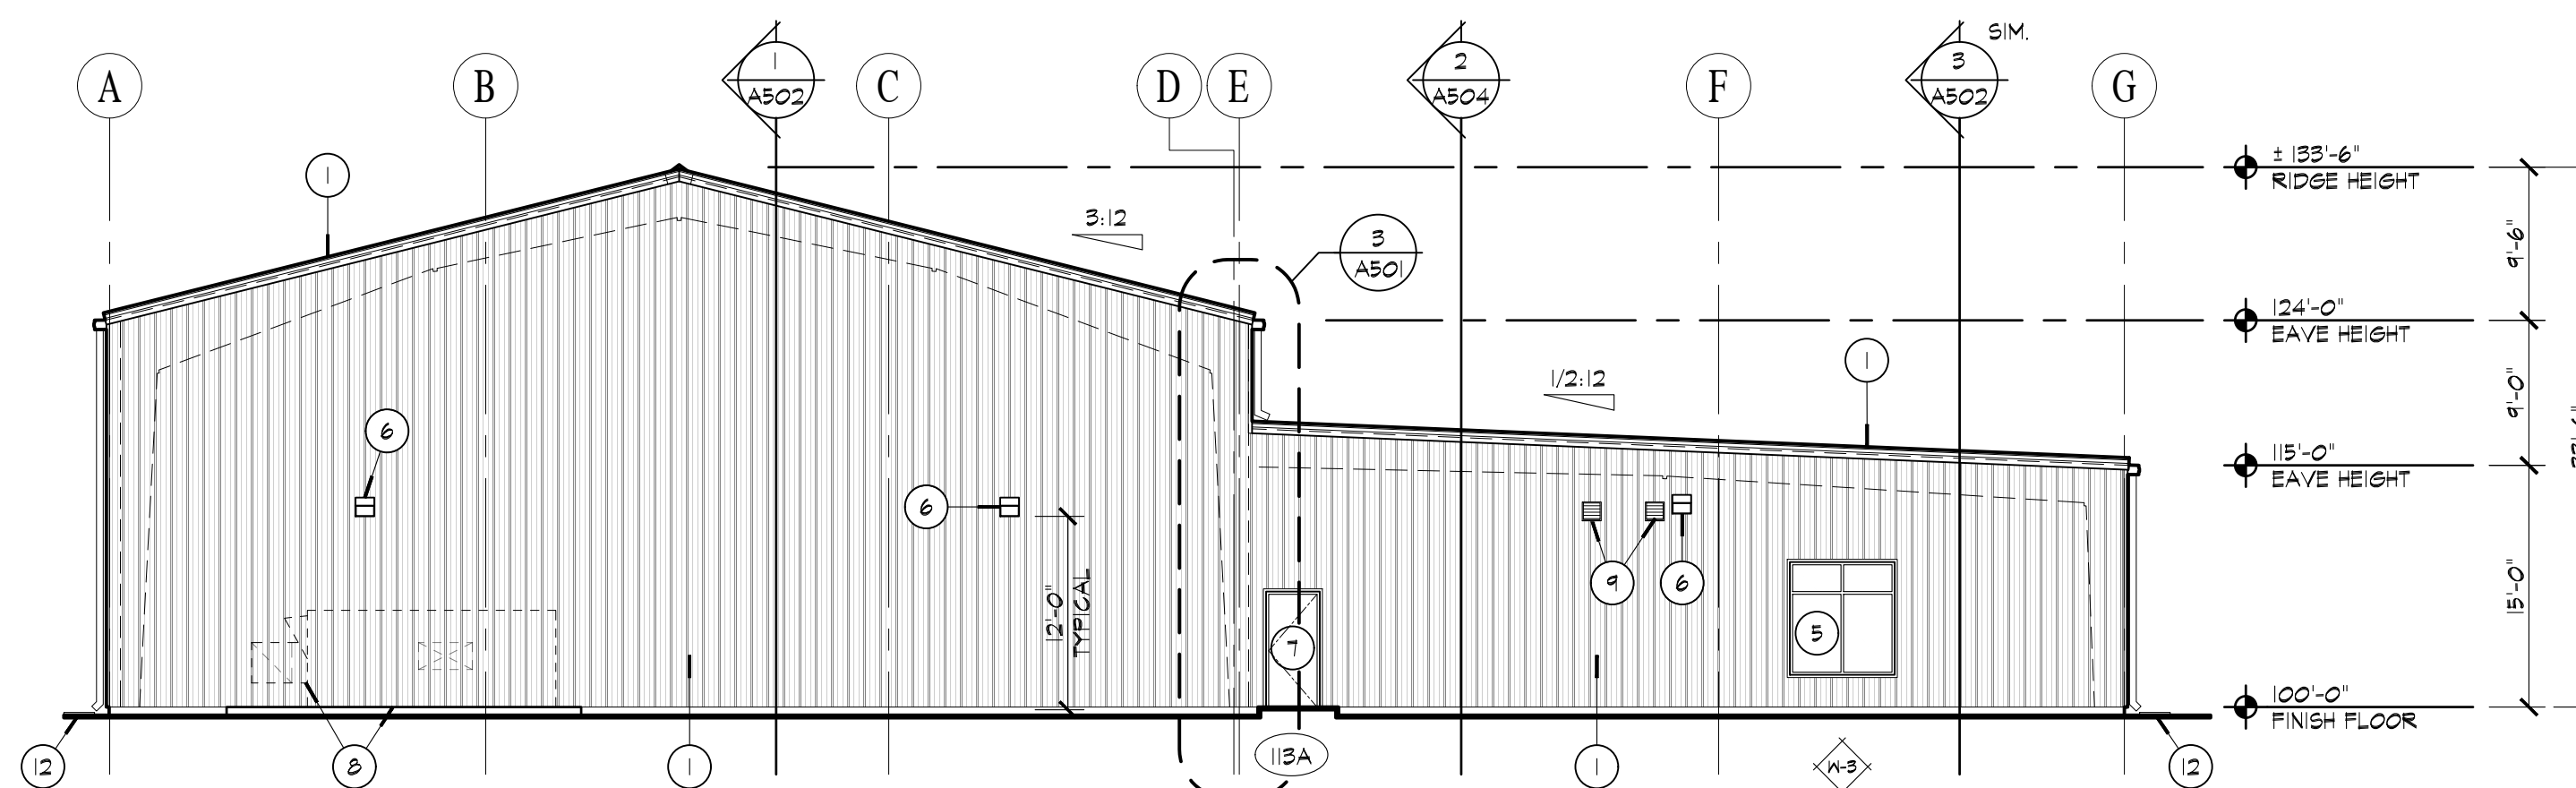 SIM.
A
B
1
A502
C
D
E
2
A504
F
3
A502
G
± 133'-6"
RIDGE HEIGHT
1
3:12
3
A501
9'-6"
124'-0"
EAVE HEIGHT
1
1/2:12
9'-0"
6
115'-0"
EAVE HEIGHT
6
9
6
12'-0"
TYPICAL
15'-0"
5
7
100'-0"
FINISH FLOOR
12
8
1
113A
1
W-3
12